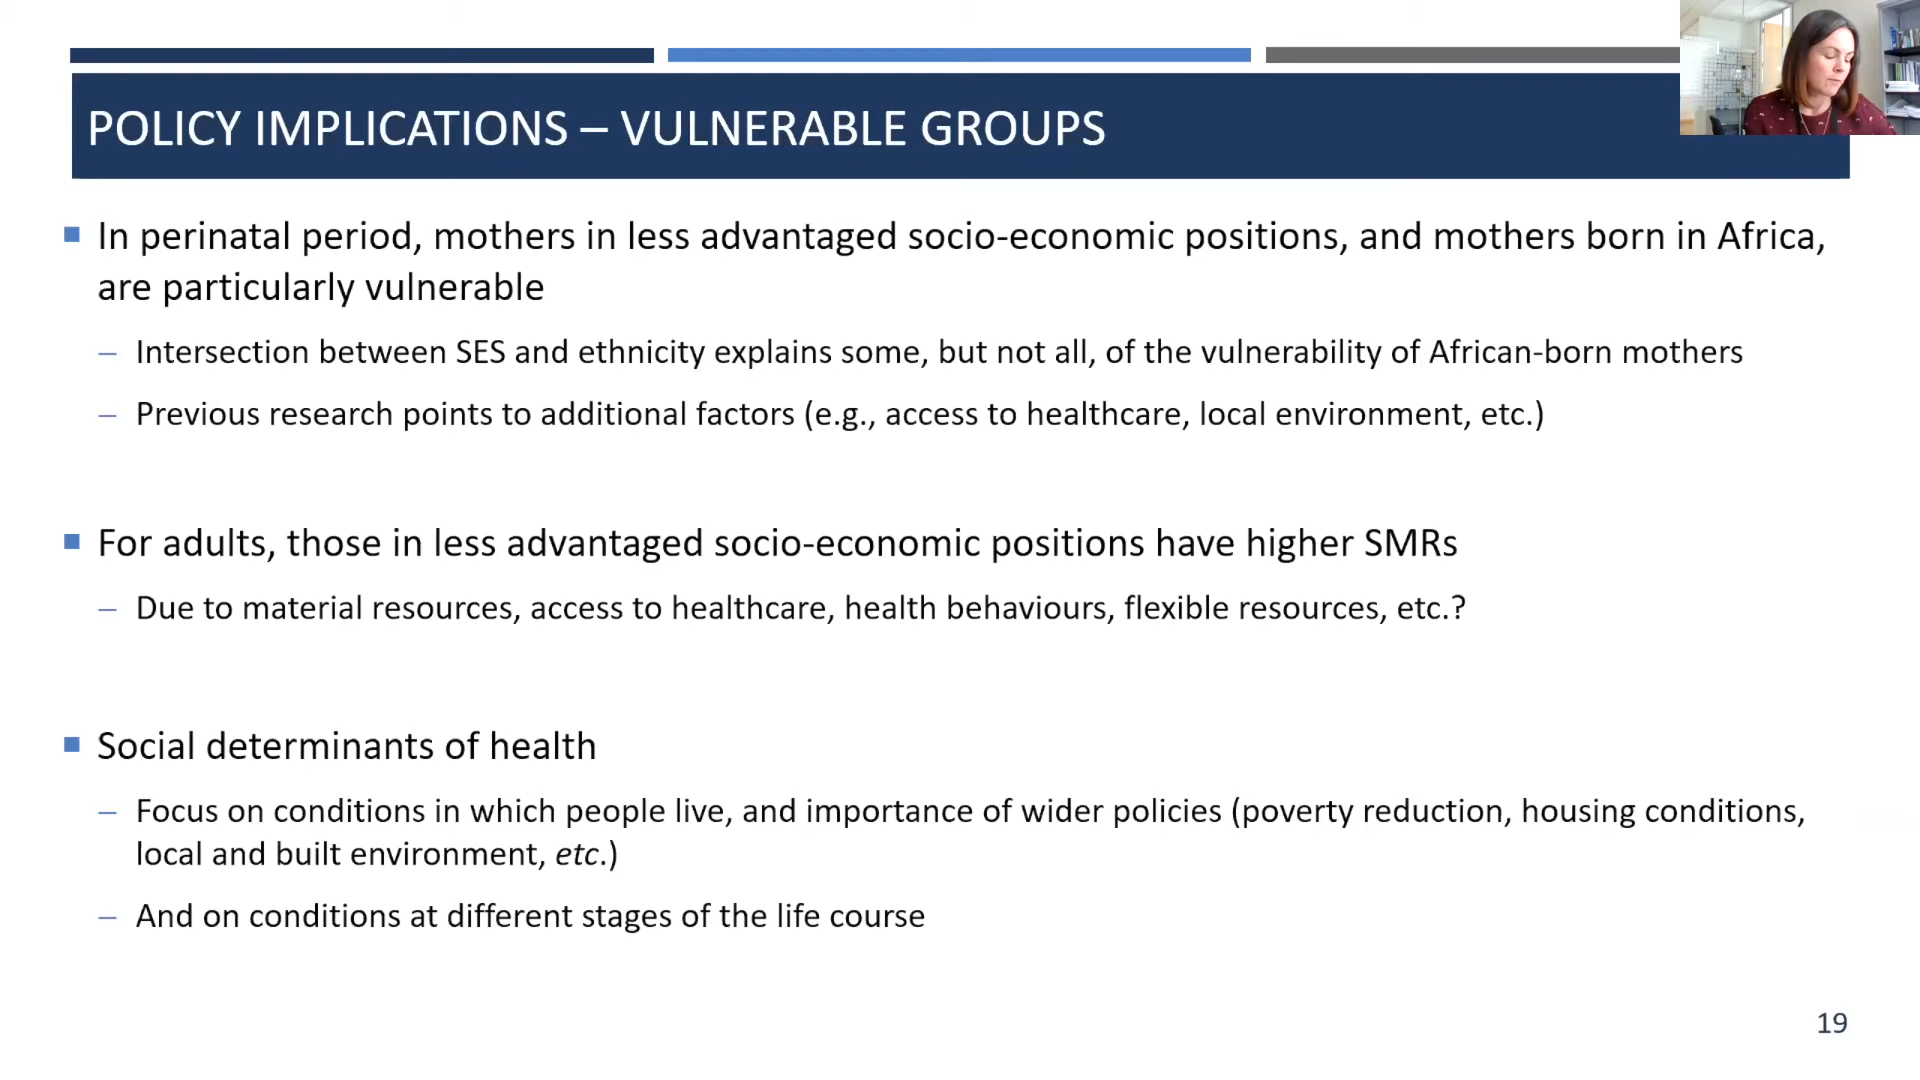 POLICY IMPLICATIONS – VULNERABLE GROUPS
In perinatal period, mothers in less advantaged socio-economic positions, and mothers born in Africa,
are particularly vulnerable
– Intersection between SES and ethnicity explains some, but not all, of the vulnerability of African-born mothers
– Previous research points to additional factors (e.g., access to healthcare, local environment, etc.)
For adults, those in less advantaged socio-economic positions have higher SMRs
– Due to material resources, access to healthcare, health behaviours, flexible resources, etc.?
Social determinants of health
– Focus on conditions in which people live, and importance of wider policies (poverty reduction, housing conditions,
local and built environment, etc.)
– And on conditions at different stages of the life course
19